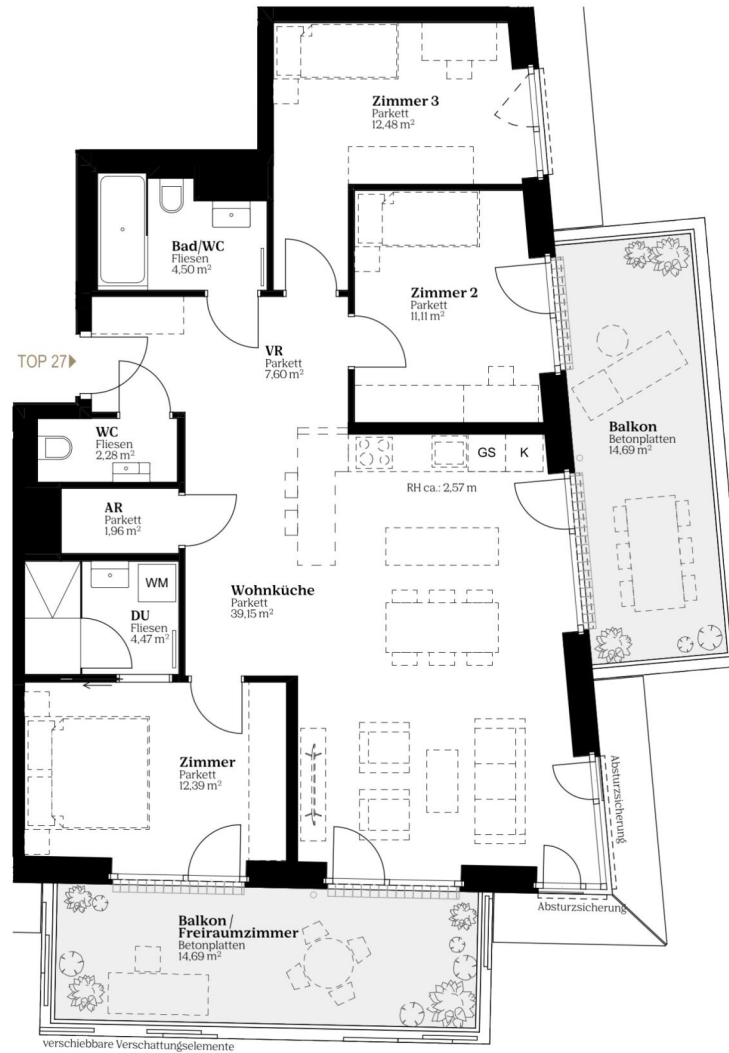 Zimmer 3
Parkett
12,48 m²
Bad/WC
Fliesen
4,50 m²
Zimmer 2
Parkett
11,11 m²
VR
Parkett
7,60 m²
TOP 27
WC
Fliesen
2,28 m²
Balkon
Betonplatten
14,69 m²
GS
K
RH ca.: 2,57 m
AR
Parkett
1,96 m²
WM
DU
Fliesen
4,47 m²
Wohnküche
Parkett
39,15 m²
Zimmer
Parkett
12,39 m²
Absturzsicherung
Absturzsicherung
Balkon/
Freiraumzimmer
Betonplatten
14,69 m²
verschiebbare Verschattungselemente